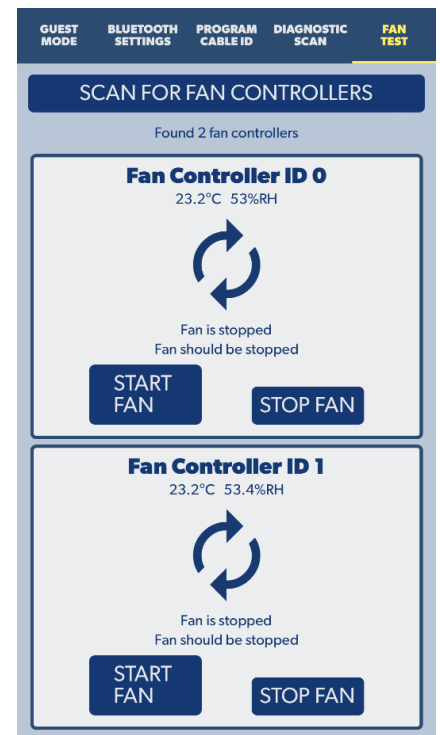 GUEST MODE
BLUETOOTH SETTINGS
PROGRAM CABLE ID
DIAGNOSTIC SCAN
FAN TEST
SCAN FOR FAN CONTROLLERS
Found 2 fan controllers
Fan Controller ID 0
23.2°C 53%RH
Fan is stopped
Fan should be stopped
START
FAN
STOP FAN
Fan Controller ID 1
23.2°C 53.4%RH
Fan is stopped
Fan should be stopped
START
FAN
STOP FAN